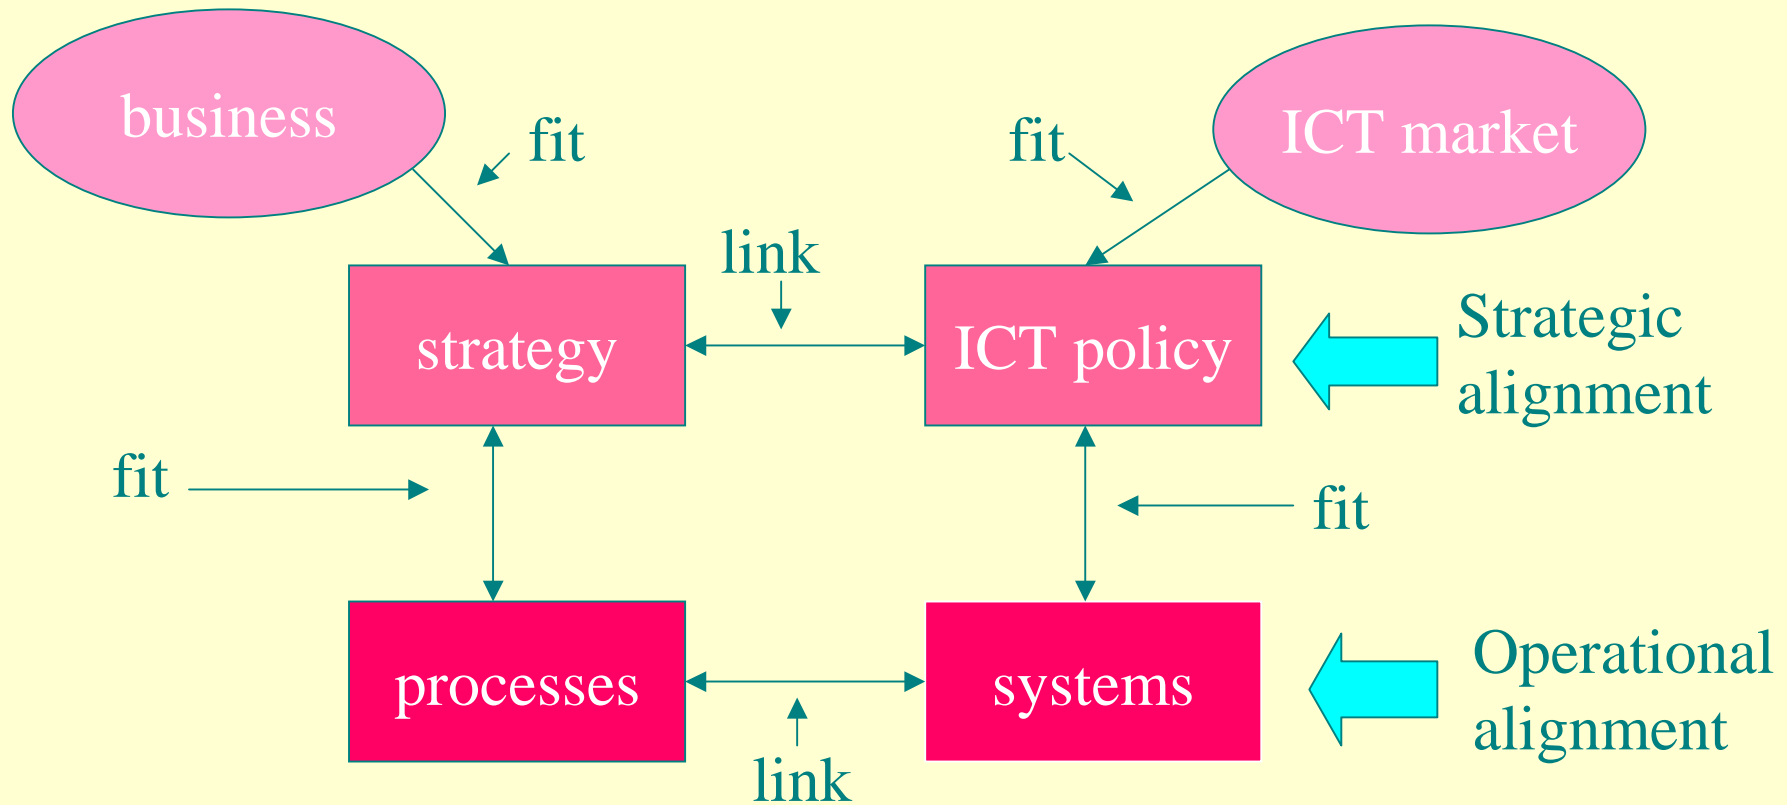 business
fit
fit
ICT market
link
strategy
ICT policy
Strategic
alignment
fit
fit
processes
systems
Operational
alignment
link